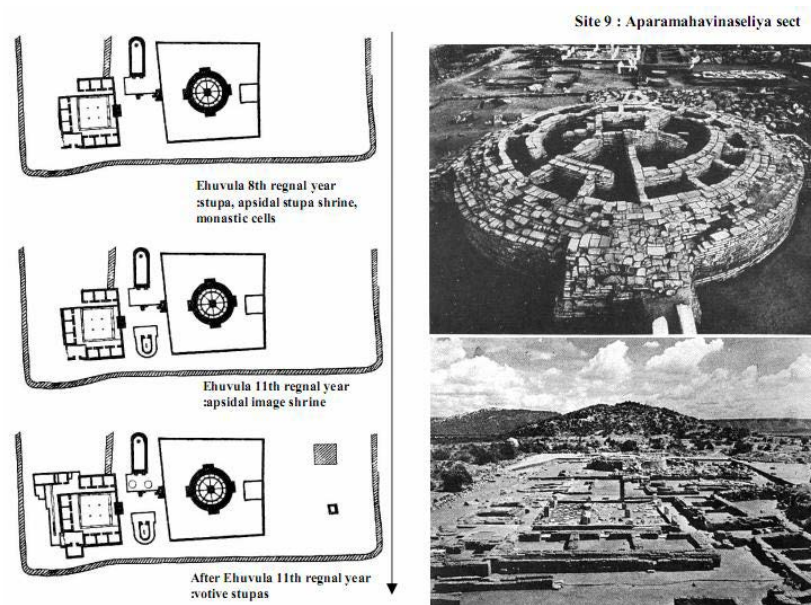 Site 9 : Aparamahavinaseliya sect
Ehuvula 8th regnal year
:stupa, apsidal stupa shrine,
monastic cells
Ehuvula 11th regnal year
:apsidal image shrine
After Ehuvula 11th regnal year
:votive stupas